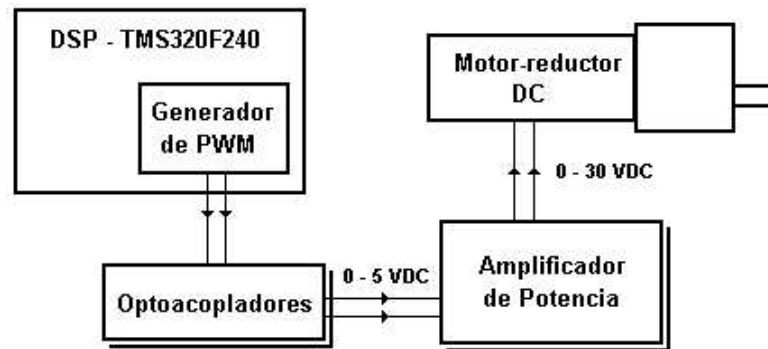 DSP - TMS320F240
Generador
de PWM
Motor-reductor
DC
0 - 30 VDC
0 - 5 VDC
Optoacopladores
Amplificador
de Potencia